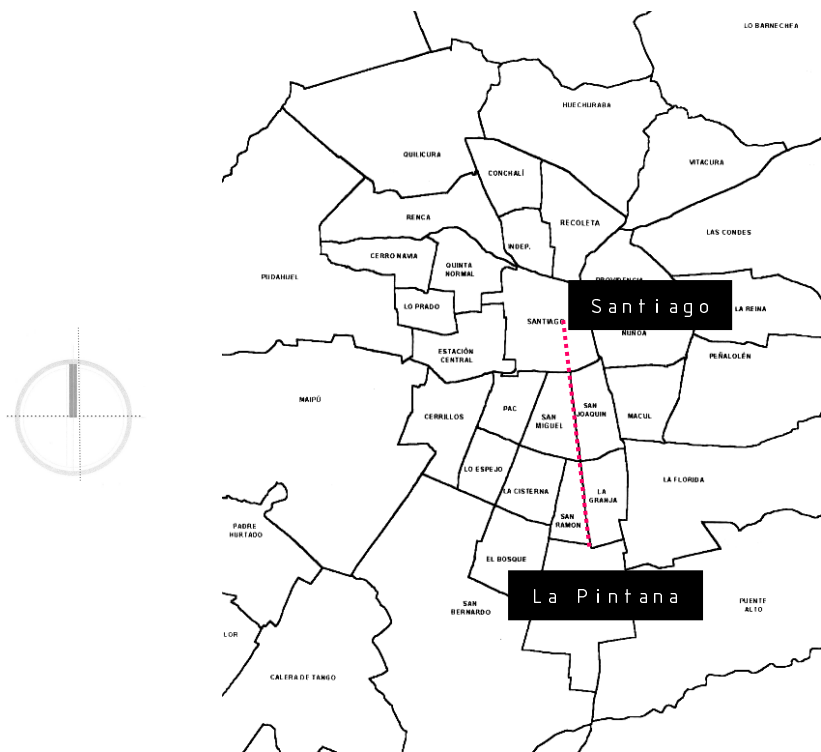 LO BARNECHEA
HUECHURABA
QUILICURA
VITACURA
CONCHALÍ
RENCA
RECOLETA
LAS CONDES
INDEP.
CERRO NAVIA
QUINTA
NORMAL
PUDAHUEL
PROVIDENCIA
LO PRADO
Santiago
LA REINA
SANTIAGO
ÑUÑOA
ESTACIÓN
CENTRAL
PEÑALOLÉN
MAIPÚ
CERRILLOS
PAC
SAN
MIGUEL
SAN
JOAQUIN
MACUL
LO ESPEJO
LA CISTERNA
LA
GRANJA
LA FLORIDA
SAN
RAMON
PADRE
HURTADO
EL BOSQUE
La Pintana
SAN
BERNARDO
PUENTE
ALTO
LOR
CALERA DE TANGO